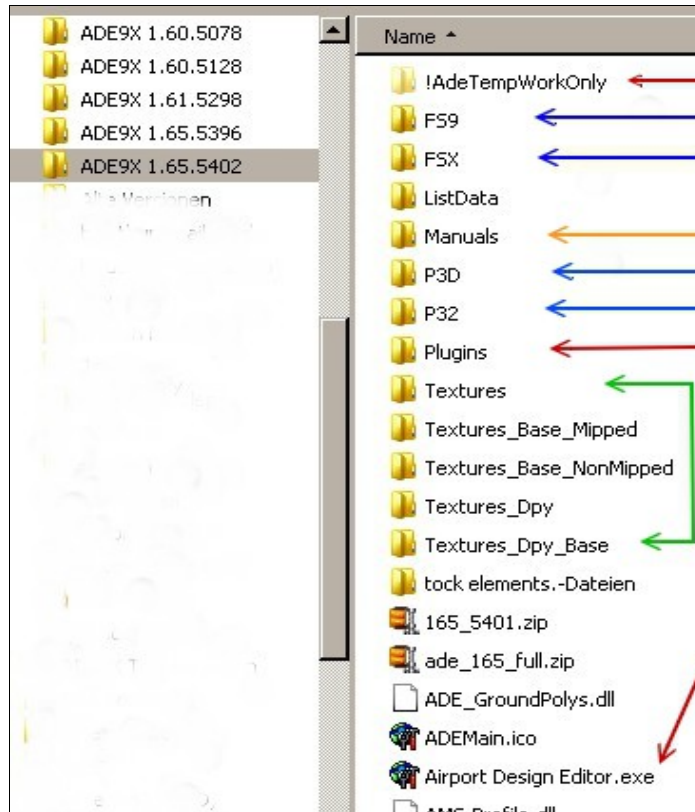 ADE9X 1.60.5078
ADE9X 1.60.5128
ADE9X 1.61.5298
ADE9X 1.65.5396
ADE9X 1.65.5402
Versionen
Name
!AdeTempWorkOnly
FS9
FSX
ListData
Manuals
P3D
P32
Plugins
Textures
Textures_Base_Mipped
Textures_Base_NonMipped
Textures_Dpy
Textures_Dpy_Base
tock elements.-Dateien
165_5401.zip
ade_165_full.zip
ADE_GroundPolys.dll
ADEMain.ico
Airport Design Editor.exe